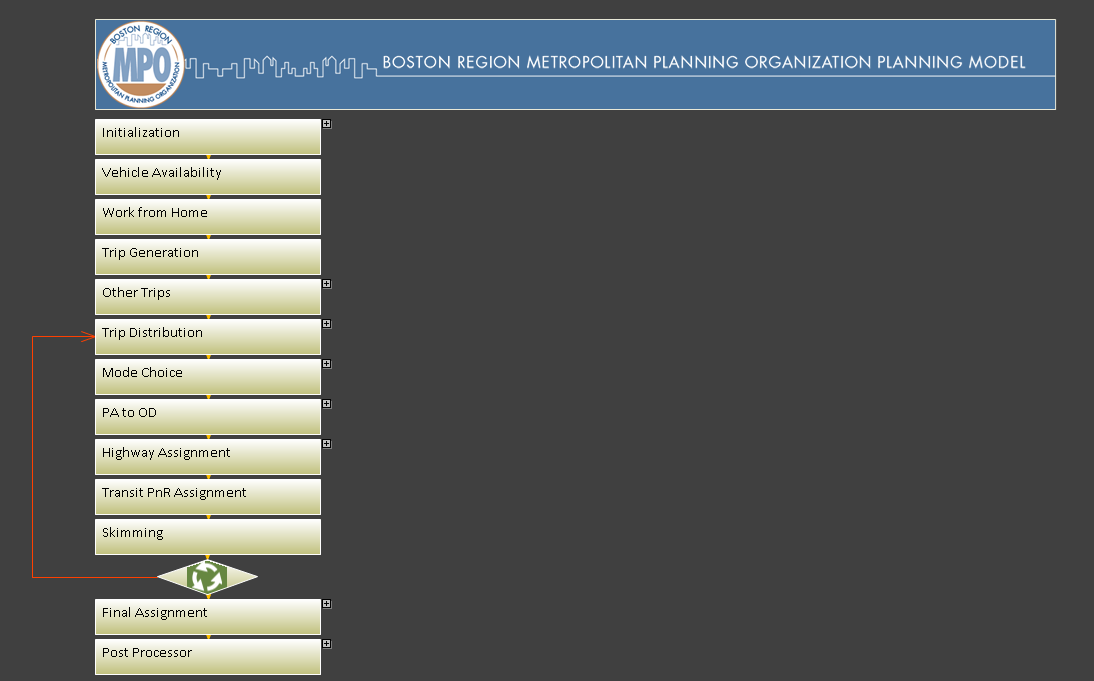 BOSTON REGION
MPO
METROPOLITAN PLANNING ORGANIZATION
BOSTON REGION METROPOLITAN PLANNING ORGANIZATION PLANNING MODEL
Initialization
Vehicle Availability
Work from Home
Trip Generation
Other Trips
Trip Distribution
Mode Choice
PA to OD
Highway Assignment
Transit PnR Assignment
Skimming
Final Assignment
Post Processor